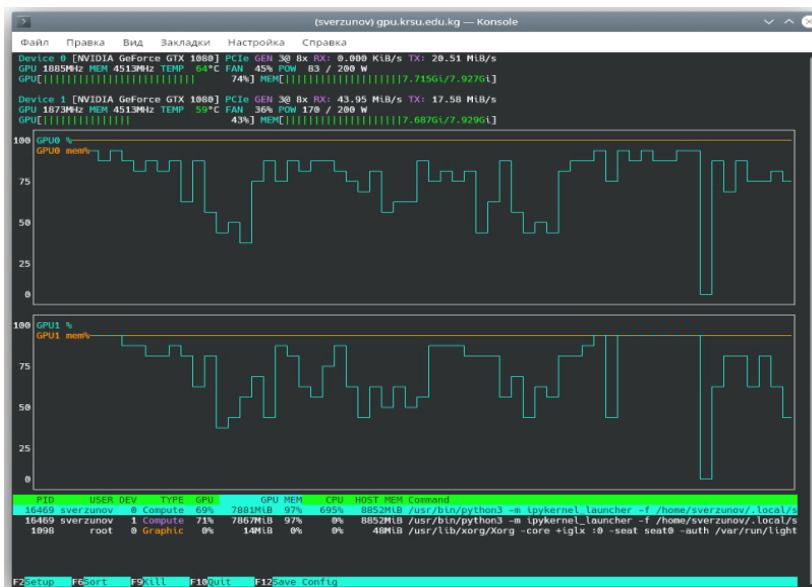 (sverzunov) gpu.krsu.edu.kg — Konsole
Файл Правка Вид Закладки Настройка Справка
Device 0 [NVIDIA GeForce GTX 1080] PCIe GEN 3@ 8x RX: 0.000 KiB/s TX: 20.51 MiB/s
GPU 1885MHz MEM 4513MHz TEMP 64°C FAN 45% POW 83 / 200 W
GPU[|||||||||||||||||||||||||| 74%] MEM[||||||||||||||||||||7.715Gi/7.927Gi]
Device 1 [NVIDIA GeForce GTX 1080] PCIe GEN 3@ 8x RX: 43.95 MiB/s TX: 17.58 MiB/s
GPU 1873MHz MEM 4513MHz TEMP 59°C FAN 36% POW 170 / 200 W
GPU[||||||||||||||| 43%] MEM[||||||||||||||||||||7.687Gi/7.929Gi]
100 GPU0 %
GPU0 mem%
75
50
25
0
100 GPU1 %
GPU1 mem%
75
50
25
0
PID USER DEV TYPE GPU GPU MEM CPU HOST MEM Command
16469 sverzunov 0 Compute 69% 7881MiB 97% 695% 8852MiB /usr/bin/python3 -m ipykernel_launcher -f /home/sverzunov/.local/s
16469 sverzunov 1 Compute 71% 7867MiB 97% 0% 8852MiB /usr/bin/python3 -m ipykernel_launcher -f /home/sverzunov/.local/s
1098 root 0 Graphic 0% 14MiB 0% 0% 48MiB /usr/lib/xorg/Xorg -core +iglx :0 -seat seat0 -auth /var/run/light
F2Setup F6Sort F9Kill F10Quit F12Save Config